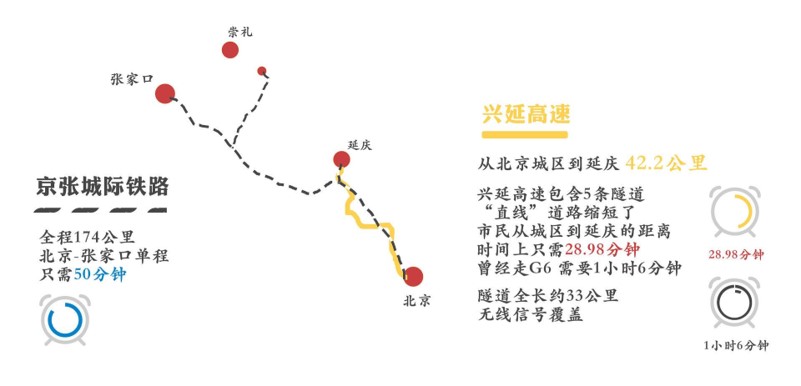 崇礼
张家口
延庆
北京
京张城际铁路
全程174公里
北京-张家口单程
只需50分钟
兴延高速
从北京城区到延庆 42.2公里
兴延高速包含5条隧道
“直线”道路缩短了
市民从城区到延庆的距离
时间上只需28.98分钟
曾经走G6 需要1小时6分钟
隧道全长约33公里
无线信号覆盖
28.98分钟
1小时6分钟